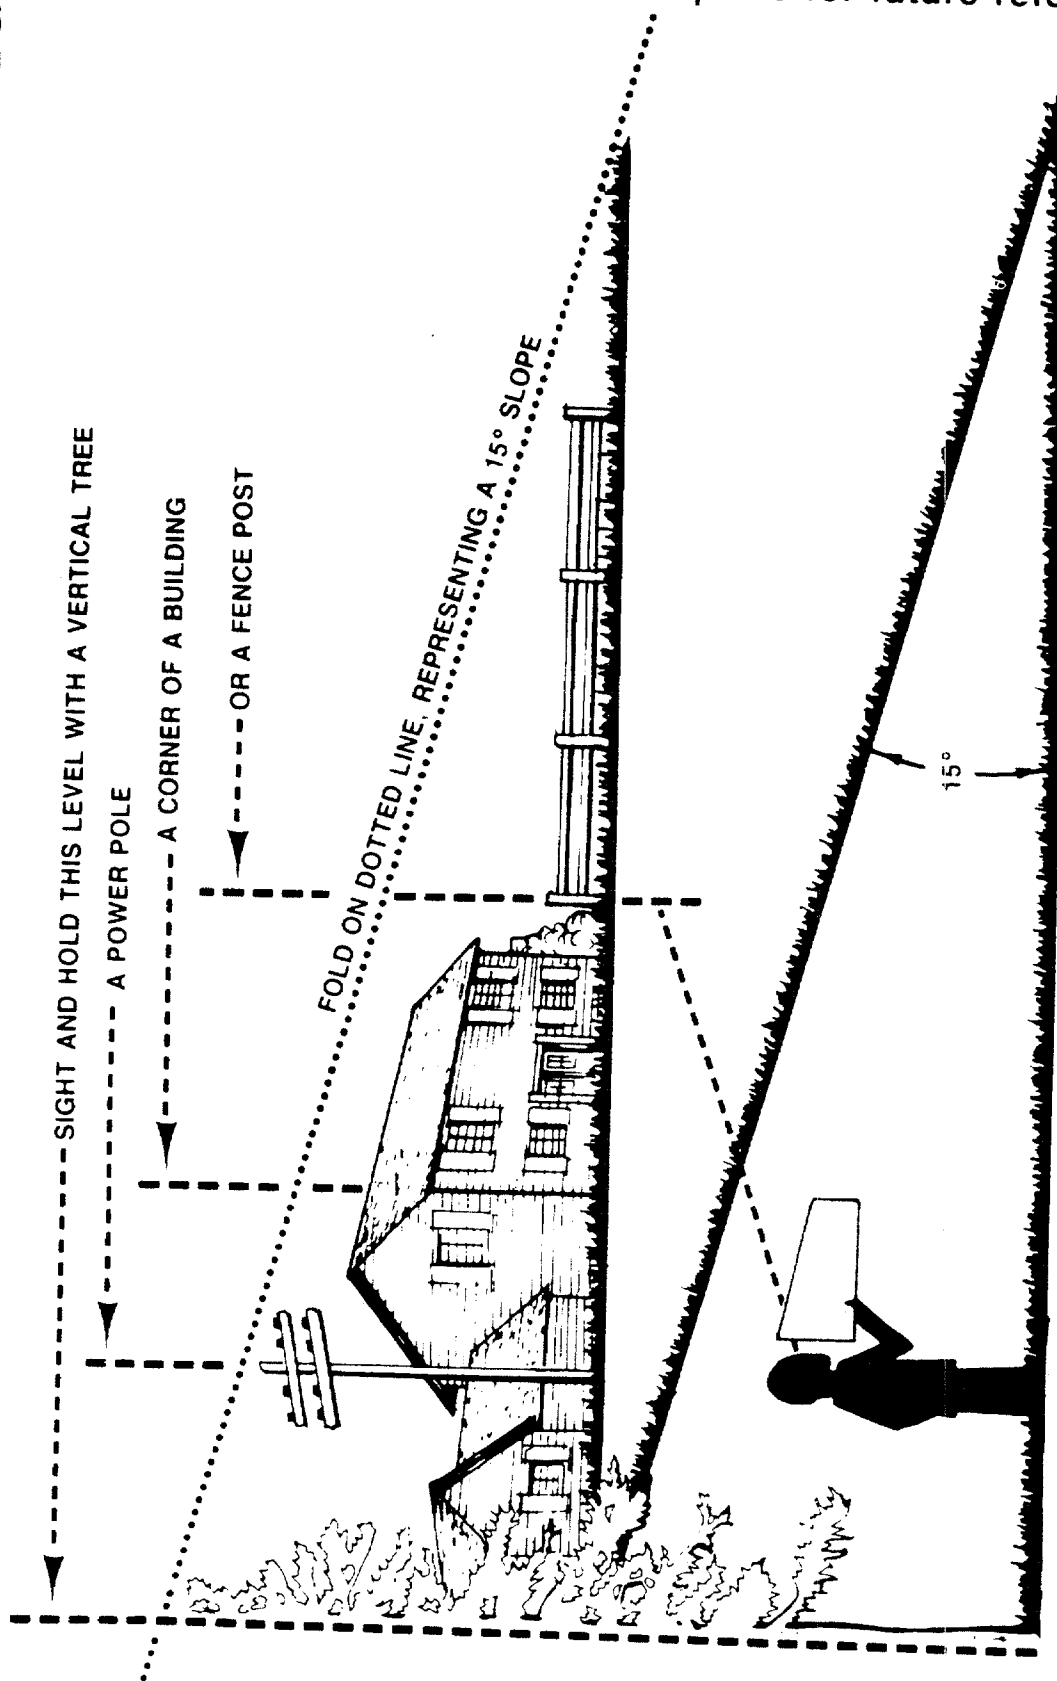 future
SIGHT AND HOLD THIS LEVEL WITH A VERTICAL TREE
A POWER POLE
A CORNER OF A BUILDING
OR A FENCE POST
FOLD ON DOTTED LINE, REPRESENTING A 15° SLOPE
15°